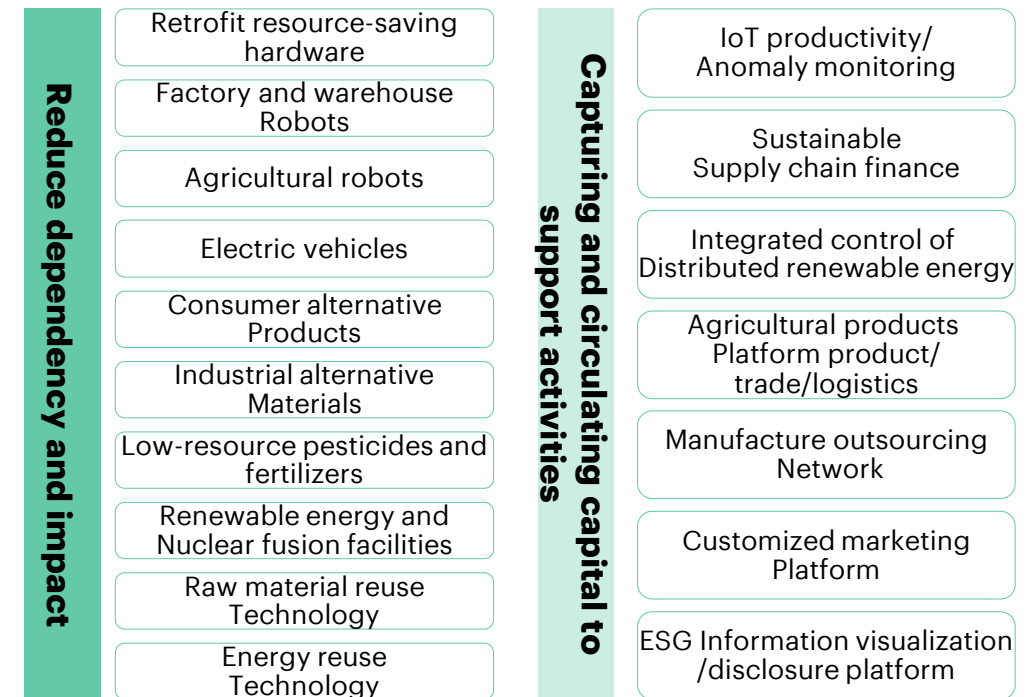 Reduce dependency and impact
Retrofit resource-saving
hardware
Factory and warehouse
Robots
Agricultural robots
Electric vehicles
Consumer alternative
Products
Industrial alternative
Materials
Low-resource pesticides and
fertilizers
Renewable energy and
Nuclear fusion facilities
Raw material reuse
Technology
Energy reuse
Technology
Capturing and circulating capital to
support activities
IoT productivity/
Anomaly monitoring
Sustainable
Supply chain finance
Integrated control of
Distributed renewable energy
Agricultural products
Platform product/
trade/logistics
Manufacture outsourcing
Network
Customized marketing
Platform
ESG Information visualization
/disclosure platform